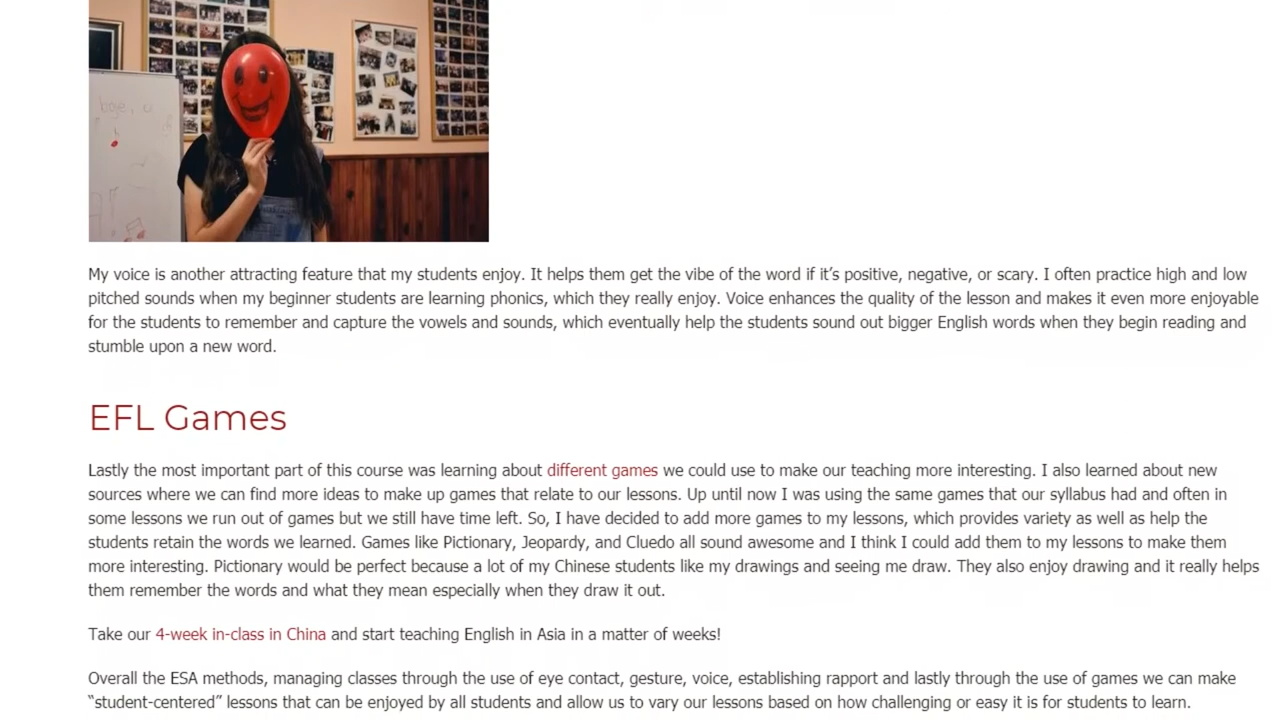 My voice is another attracting feature that my students enjoy. It helps them get the vibe of the word if it’s positive, negative, or scary. I often practice high and low
pitched sounds when my beginner students are learning phonics, which they really enjoy. Voice enhances the quality of the lesson and makes it even more enjoyable
for the students to remember and capture the vowels and sounds, which eventually help the students sound out bigger English words when they begin reading and
stumble upon a new word.
EFL Games
Lastly the most important part of this course was learning about different games we could use to make our teaching more interesting. I also learned about new
sources where we can find more ideas to make up games that relate to our lessons. Up until now I was using the same games that our syllabus had and often in
some lessons we run out of games but we still have time left. So, I have decided to add more games to my lessons, which provides variety as well as help the
students retain the words we learned. Games like Pictionary, Jeopardy, and Cluedo all sound awesome and I think I could add them to my lessons to make them
more interesting. Pictionary would be perfect because a lot of my Chinese students like my drawings and seeing me draw. They also enjoy drawing and it really helps
them remember the words and what they mean especially when they draw it out.
Take our 4-week in-class in China and start teaching English in Asia in a matter of weeks!
Overall the ESA methods, managing classes through the use of eye contact, gesture, voice, establishing rapport and lastly through the use of games we can make
“student-centered” lessons that can be enjoyed by all students and allow us to vary our lessons based on how challenging or easy it is for students to learn.